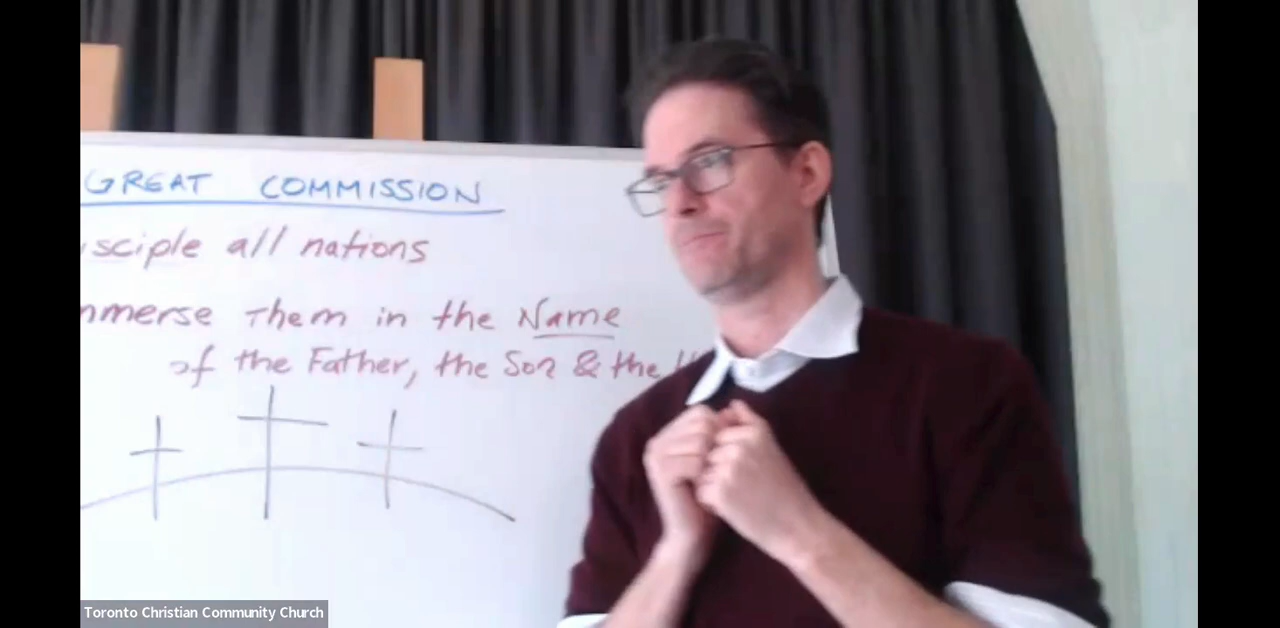 GREAT COMMISSION
sciple all nations
mmerse Them in the Name
of the Father, the Son & the
Toronto Christian Community Church